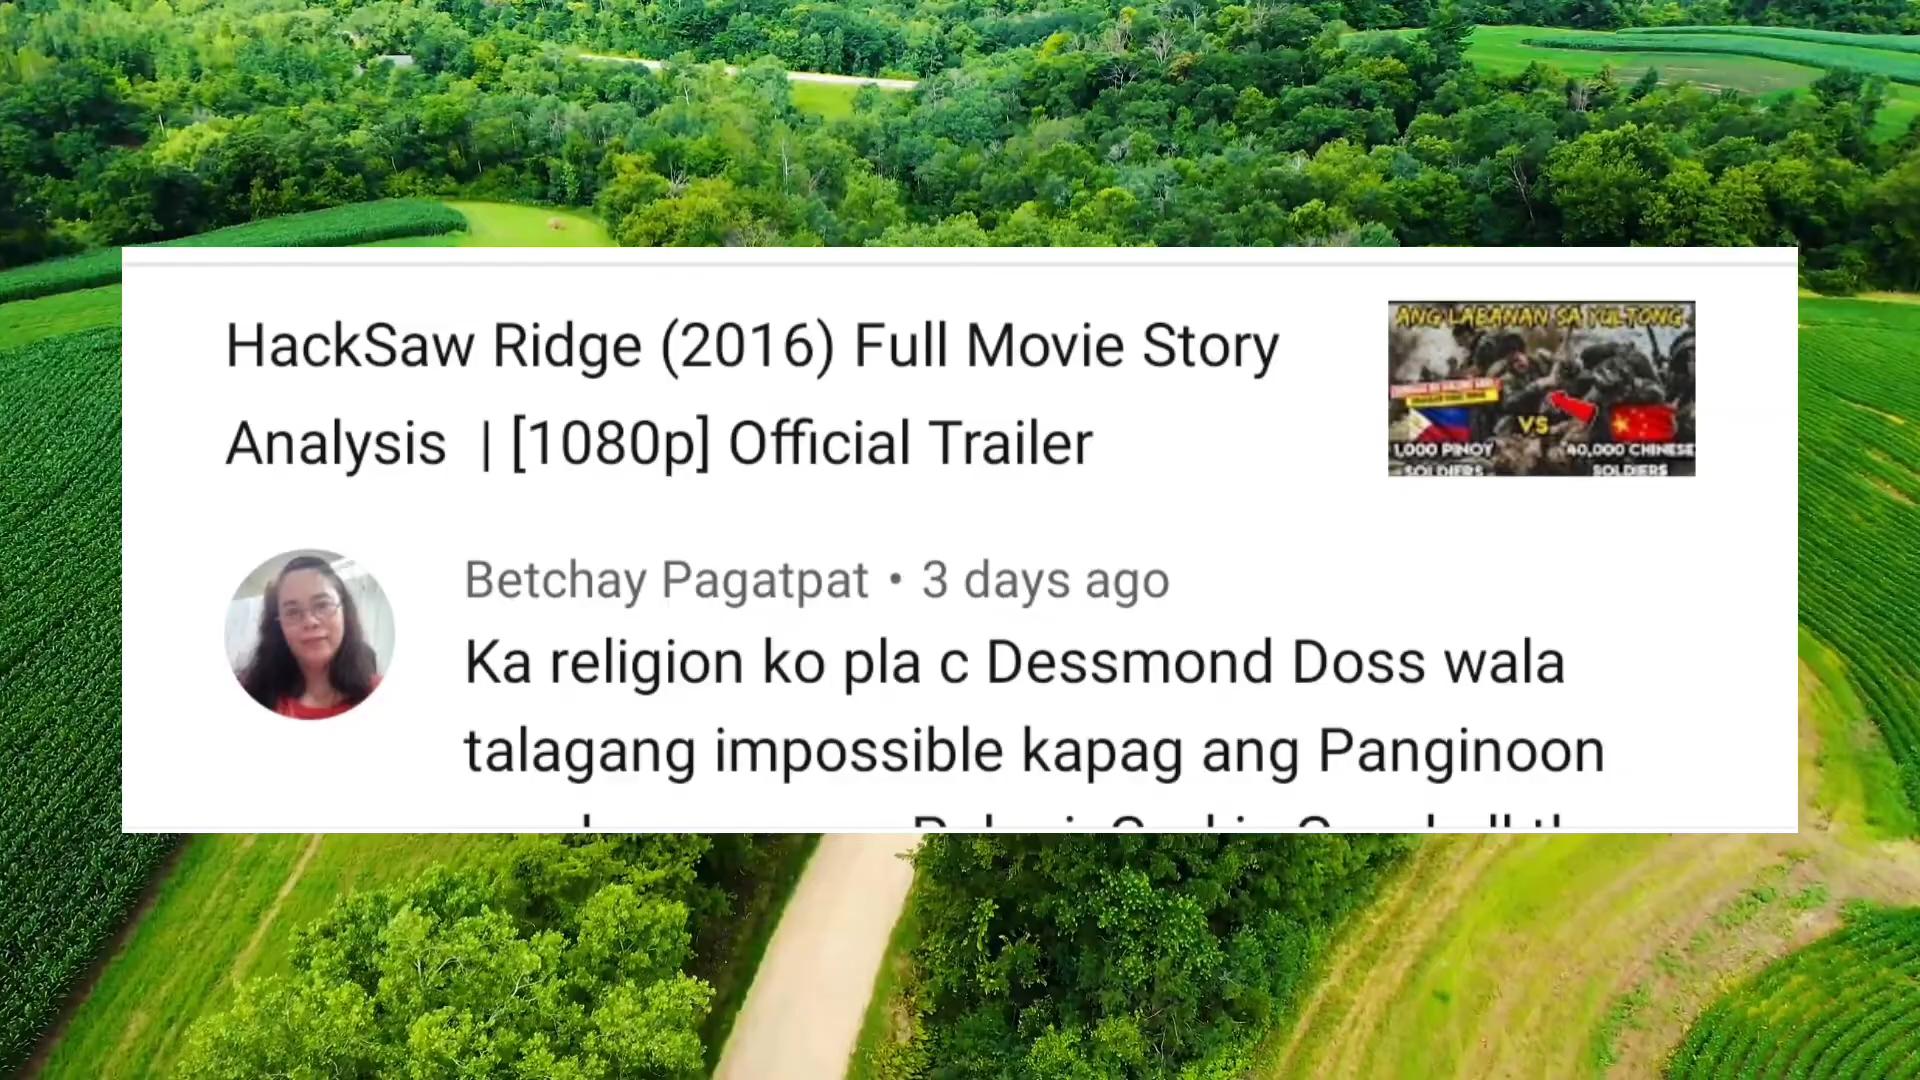 HackSaw Ridge (2016) Full Movie Story
Analysis | [1080p] Official Trailer
ANG LABANAN SA YULTONG
VS
1,000 PINOY
SOLDIERS
40,000 CHINESE
SOLDIERS
Betchay Pagatpat • 3 days ago
Ka religion ko pla c Dessmond Doss wala
talagang impossible kapag ang Panginoon